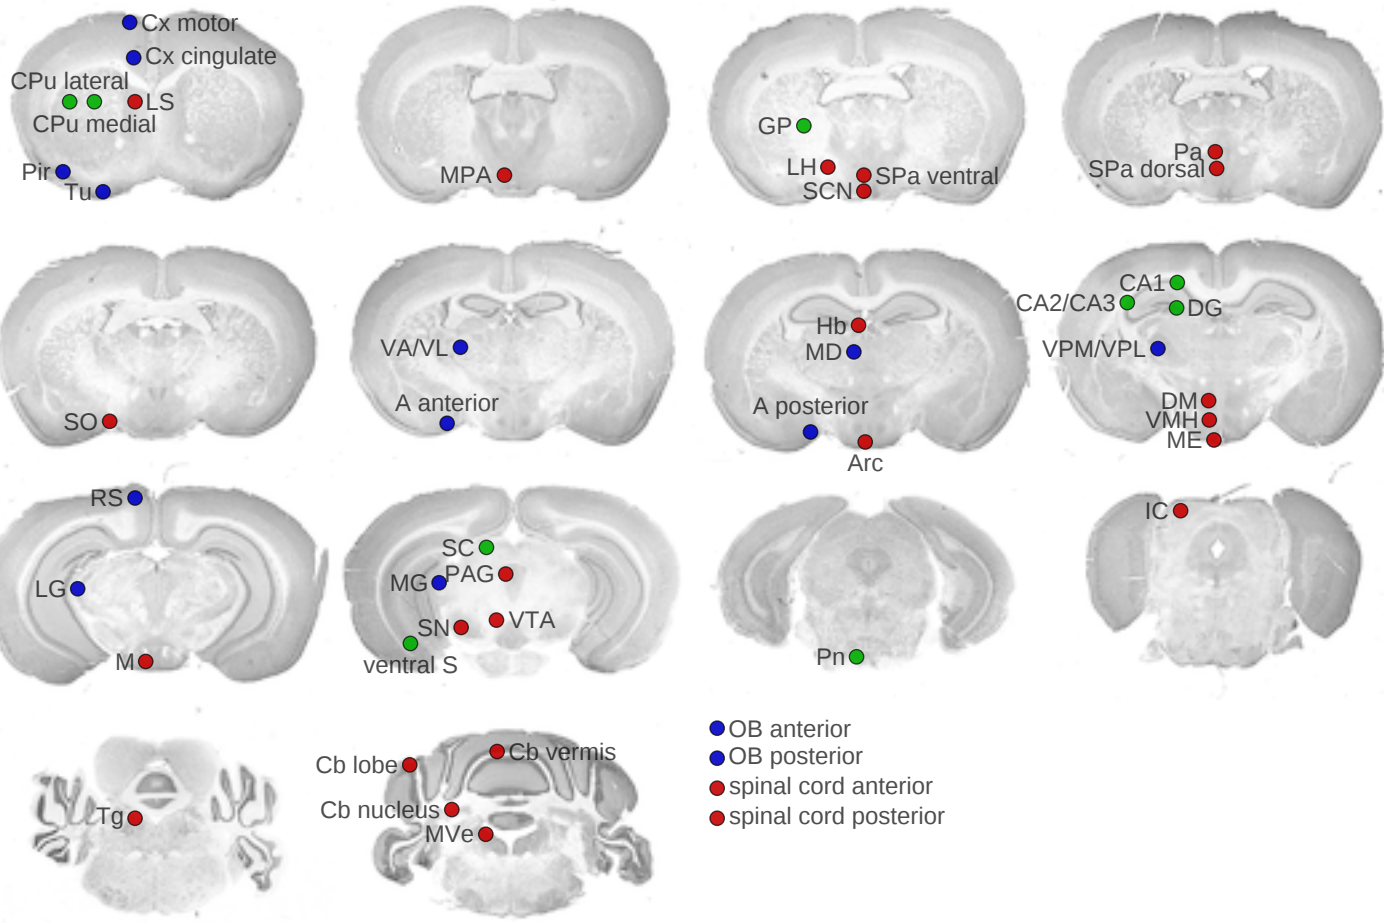 Cx motor
Cx cingulate
CPu lateral
LS
CPu medial
Pir
Tu
MPA
GP
LH
SPa ventral
SCN
Pa
SPa dorsal
SO
VA/VL
A anterior
Hb
MD
A posterior
Arc
CA1
CA2/CA3
DG
VPM/VPL
DM
VMH
ME
RS
LG
M
SC
MG
PAG
SN
VTA
ventral S
Pn
IC
Tg
Cb lobe
Cb vermis
Cb nucleus
MVe
OB anterior
OB posterior
spinal cord anterior
spinal cord posterior